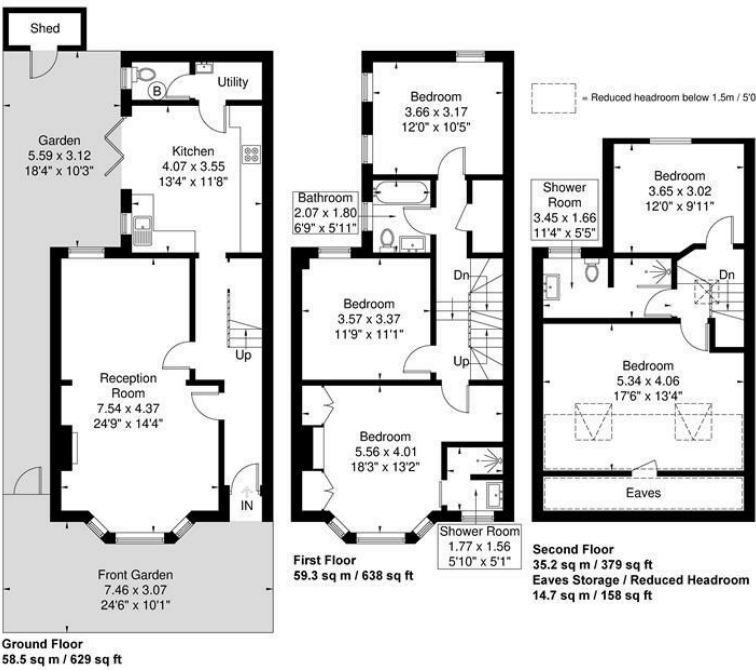 Shed
Garden
5.59 x 3.12
18'4" x 10'3"
B
Utility
Kitchen
4.07 x 3.55
13'4" x 11'8"
Up
Reception
Room
7.54 x 4.37
24'9" x 14'4"
IN
Front Garden
7.46 x 3.07
24'6" x 10'1"
Ground Floor
58.5 sq m / 629 sq ft
Bedroom
3.66 x 3.17
12'0" x 10'5"
Bathroom
2.07 x 1.80
6'9" x 5'11"
Dn
Bedroom
3.57 x 3.37
11'9" x 11'1"
Up
Bedroom
5.56 x 4.01
18'3" x 13'2"
Shower Room
1.77 x 1.56
5'10" x 5'1"
First Floor
59.3 sq m / 638 sq ft
= Reduced headroom below 1.5m / 5'0
Bedroom
3.65 x 3.02
12'0" x 9'11"
Shower
Room
3.45 x 1.66
11'4" x 5'5"
Dn
Bedroom
5.34 x 4.06
17'6" x 13'4"
Eaves
Second Floor
35.2 sq m / 379 sq ft
Eaves Storage / Reduced Headroom
14.7 sq m / 158 sq ft